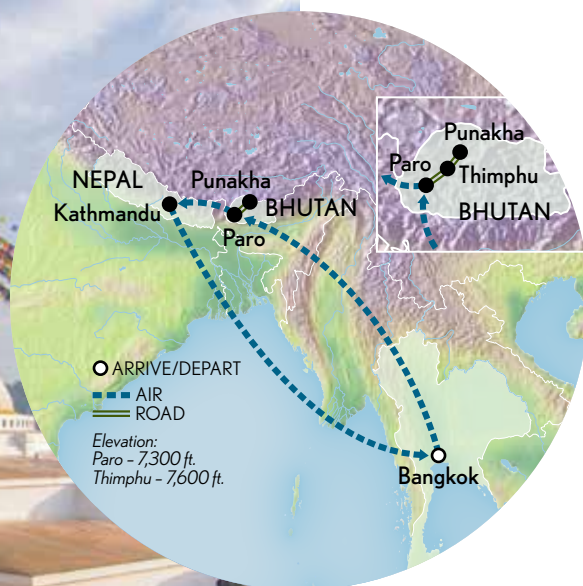 Punakha
Paro
Thimphu
BHUTAN
NEPAL
Punakha
Kathmandu
BHUTAN
Paro
ARRIVE/DEPART
AIR
ROAD
Elevation:
Paro – 7,300 ft.
Thimphu – 7,600 ft.
Bangkok